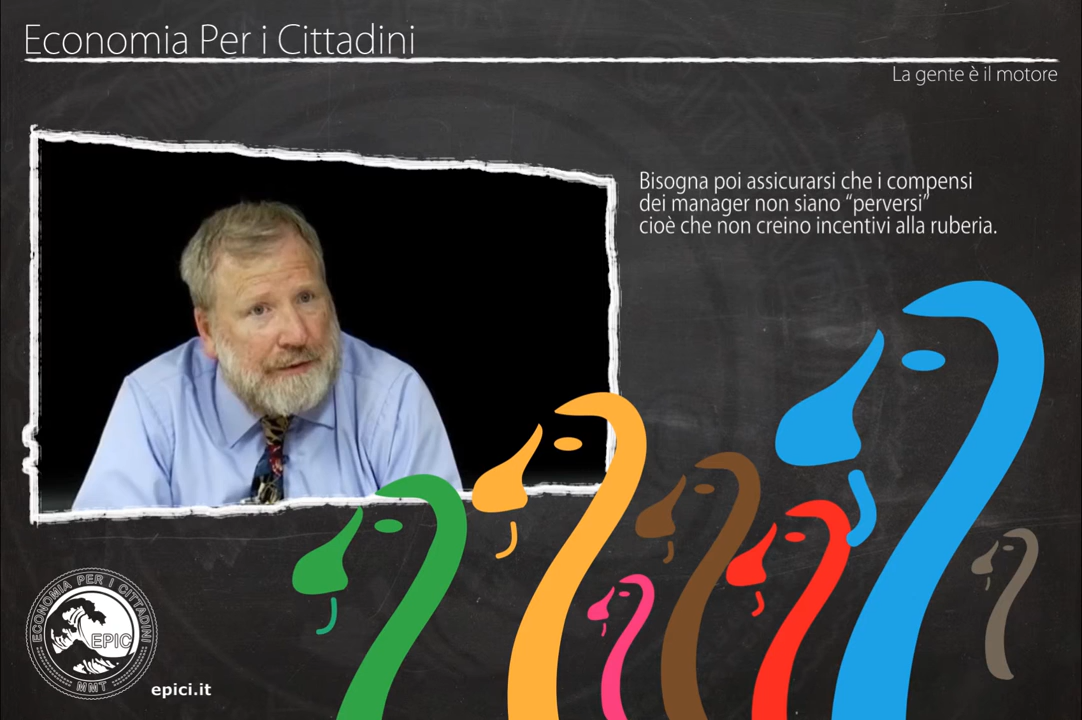 Economia Per i Cittadini
La gente è il motore
Bisogna poi assicurarsi che i compensi
dei manager non siano “perversi”
cioè che non creino incentivi alla ruberia.
ECONOMIA PER I CITTADINI
EPIC
MMT
epici.it